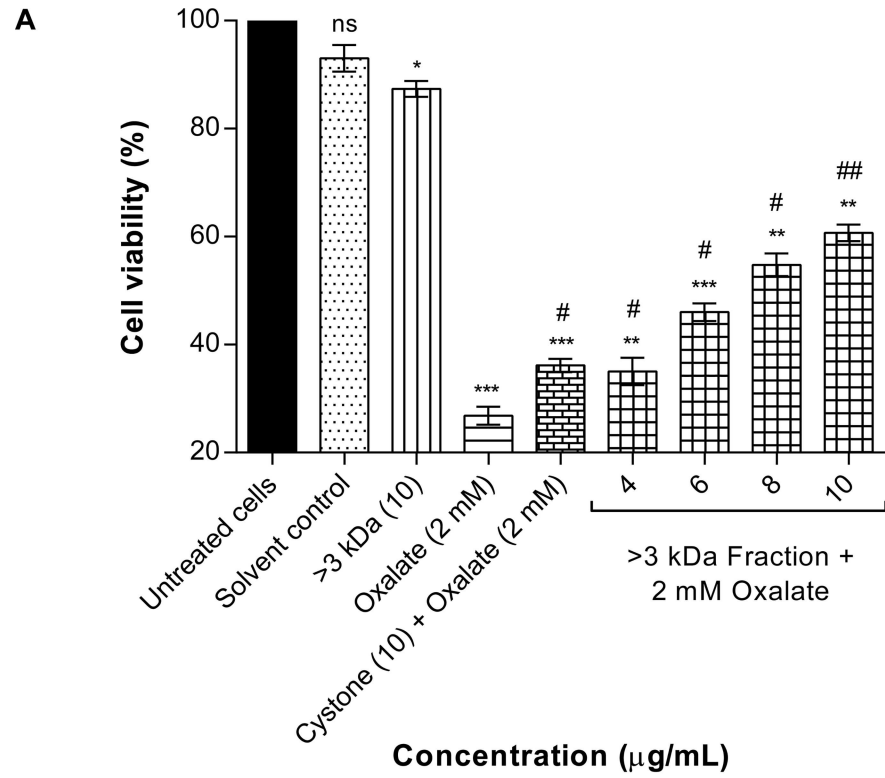 A
Cell viability (%)
100
80
60
40
20
ns
*
***
#
***
#
**
#
***
#
**
##
**
Untreated cells
Solvent control
>3 kDa (10)
Oxalate (2 mM)
Cystone (10) + Oxalate (2 mM)
4
6
8
10
>3 kDa Fraction +
2 mM Oxalate
Concentration (μg/mL)